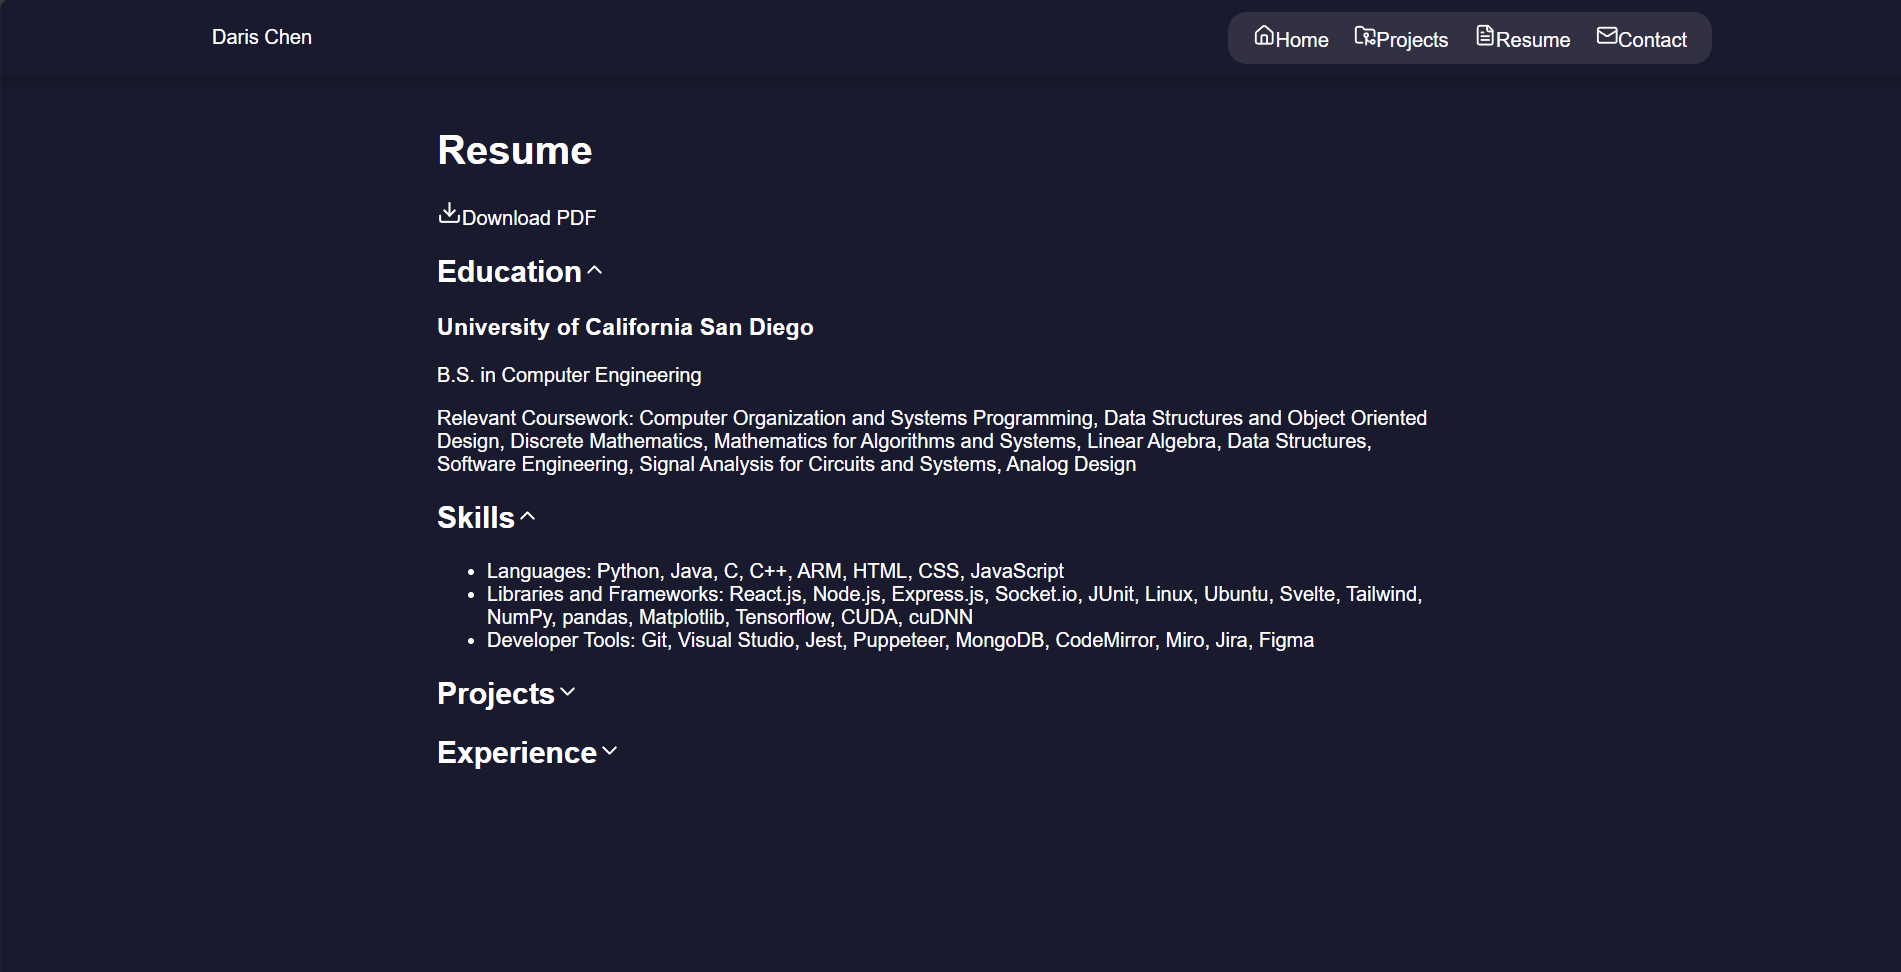 Daris Chen
Home Projects Resume Contact
Resume
Download PDF
Education
University of California San Diego
B.S. in Computer Engineering
Relevant Coursework: Computer Organization and Systems Programming, Data Structures and Object Oriented
Design, Discrete Mathematics, Mathematics for Algorithms and Systems, Linear Algebra, Data Structures,
Software Engineering, Signal Analysis for Circuits and Systems, Analog Design
Skills
• Languages: Python, Java, C, C++, ARM, HTML, CSS, JavaScript
• Libraries and Frameworks: React.js, Node.js, Express.js, Socket.io, JUnit, Linux, Ubuntu, Svelte, Tailwind,
NumPy, pandas, Matplotlib, Tensorflow, CUDA, cuDNN
• Developer Tools: Git, Visual Studio, Jest, Puppeteer, MongoDB, CodeMirror, Miro, Jira, Figma
Projects
Experience